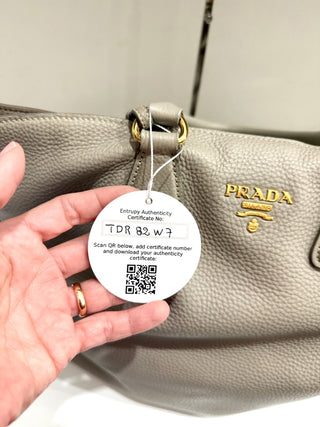 Entrupy Authenticity
Certificate No:
TDR 82 W7
Scan QR below, add certificate number
and download your authenticity
certificate:
PRADA